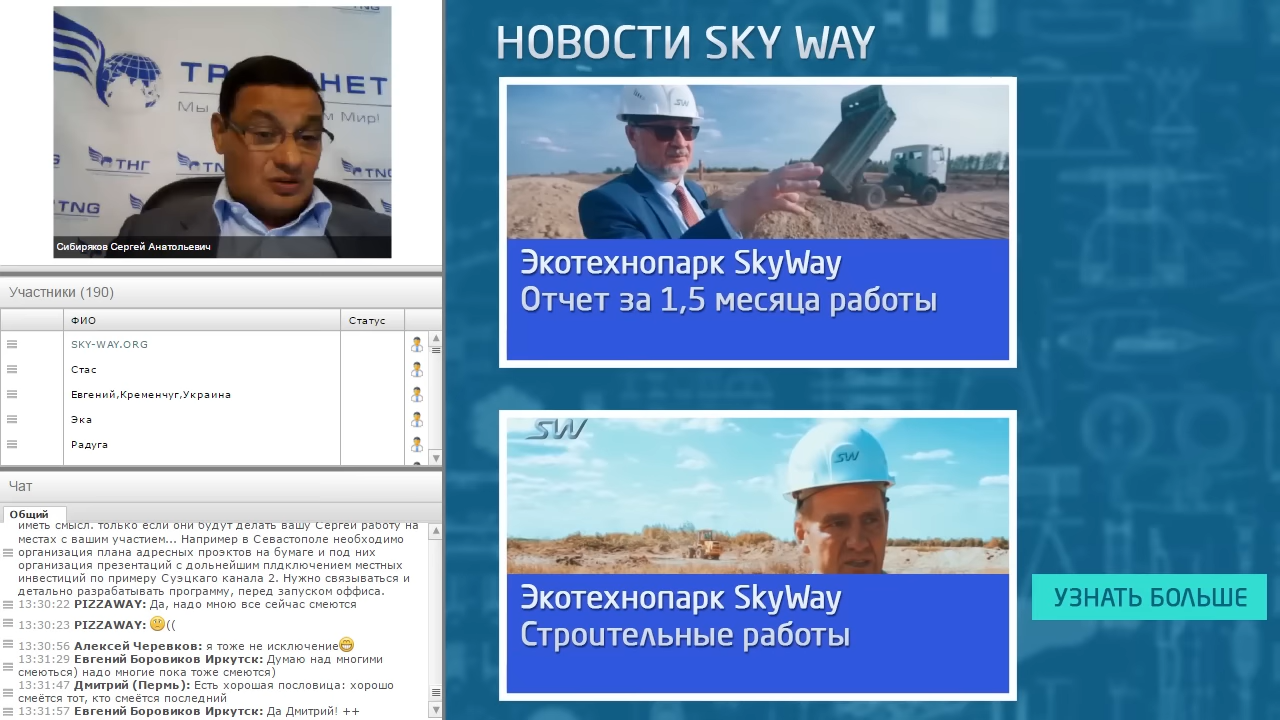 ТНГ
TNG
TNG
TNG
Сибиряков Сергей Анатольевич
Участники (190)
ФИО Статус
SKY-WAY.ORG
Стас
Евгений,Кременчуг,Украина
Эка
Радуга
Чат
Общий
иметь смысл. только если они будут делать вашу Сергей работу на
местах с вашим участием... Например в Севастополе необходимо
организация плана адресных проэктов на бумаге и под них
организация презентаций с дольнейшим плдключением местных
инвестиций по примеру Суэцкаго канала 2. Нужно связываться и
детально разрабатывать программу, перед запуском оффиса.
13:30:22 PIZZAWAY: Да, надо мною все сейчас смеются
13:30:23 PIZZAWAY: ((
13:30:56 Алексей Черевков: я тоже не исключение
13:31:29 Евгений Боровиков Иркутск: Думаю над многими
смеються) надо многие пока тоже смеются)
13:31:47 Дмитрий (Пермь): Есть хорошая пословица: хорошо
смеётся тот, кто смеётся последний
13:31:57 Евгений Боровиков Иркутск: Да Дмитрий! ++
НОВОСТИ SKY WAY
SW
Экотехнопарк SkyWay
Отчет за 1,5 месяца работы
SW
SW
Экотехнопарк SkyWay
Строительные работы
УЗНАТЬ БОЛЬШЕ